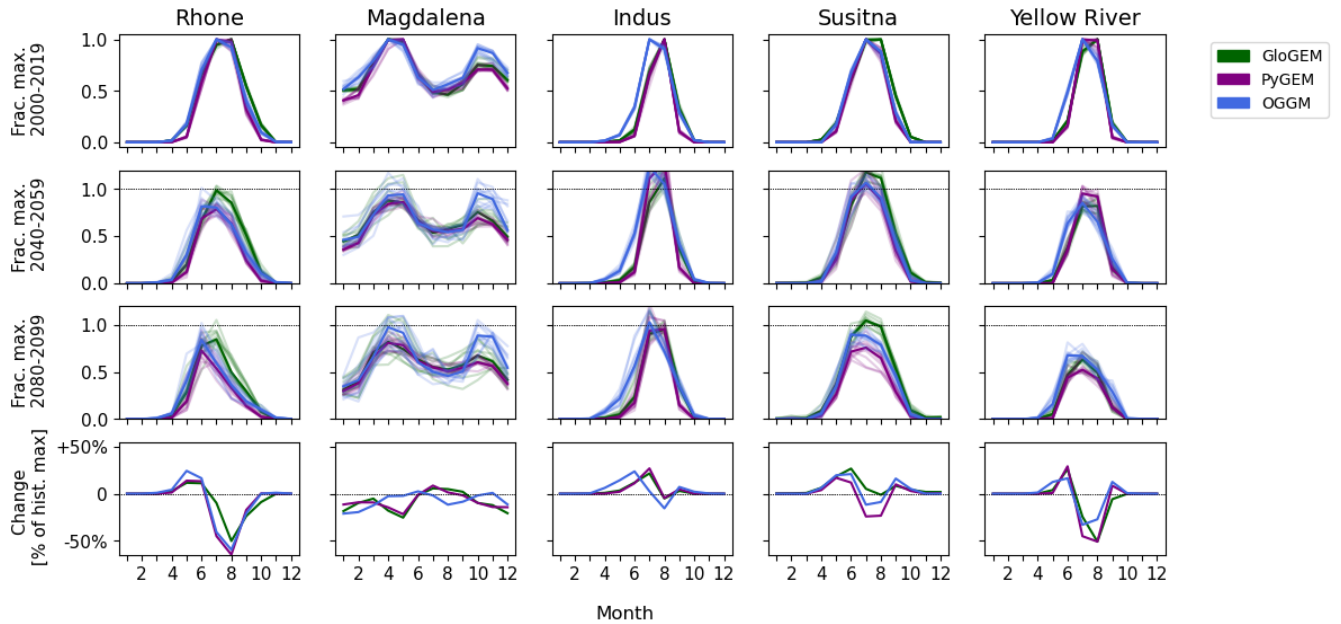 Rhone Magdalena Indus Susitna Yellow River
Frac. max.
2000-2019
1.0
0.5
0.0
GloGEM
PyGEM
OGGM
Frac. max.
2040-2059
1.0
0.5
0.0
Frac. max.
2080-2099
1.0
0.5
0.0
Change
[% of hist. max]
+50%
0
-50%
2 4 6 8 10 12 2 4 6 8 10 12 2 4 6 8 10 12 2 4 6 8 10 12 2 4 6 8 10 12
Month